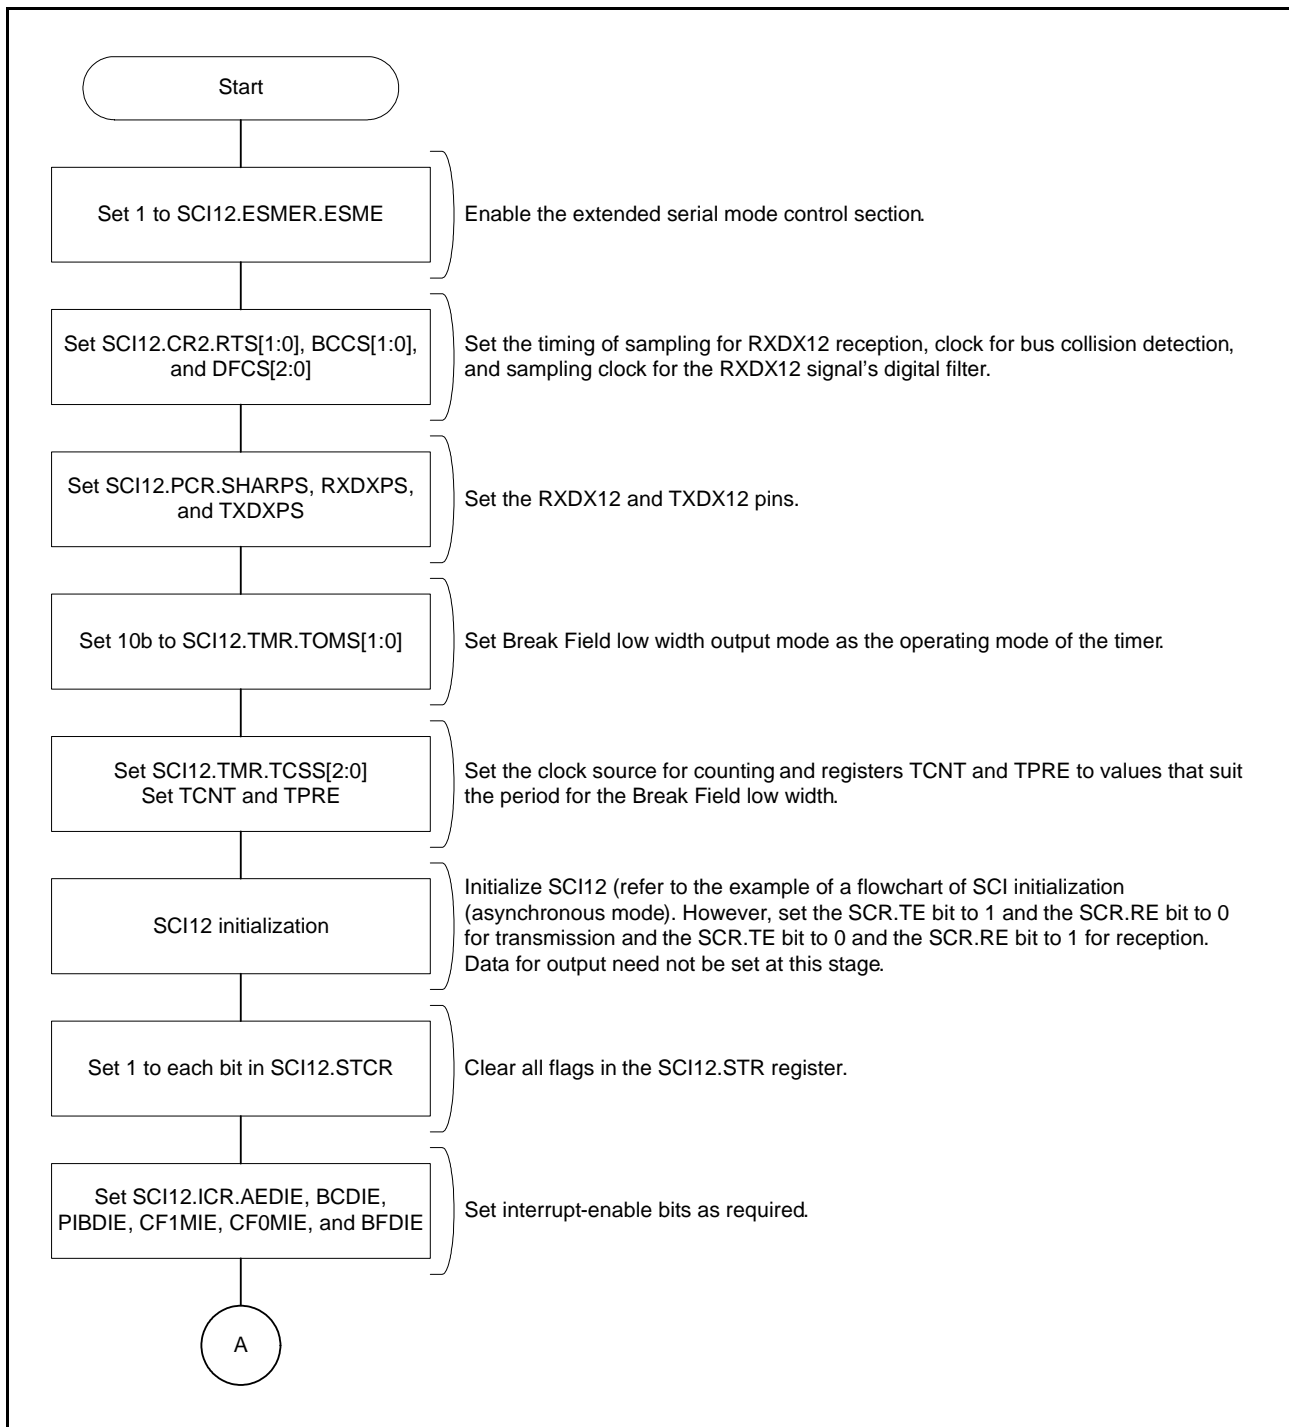 Start
Set 1 to SCI12.ESMER.ESME
Enable the extended serial mode control section.
Set SCI12.CR2.RTS[1:0], BCCS[1:0],
and DFCS[2:0]
Set the timing of sampling for RXDX12 reception, clock for bus collision detection,
and sampling clock for the RXDX12 signal's digital filter.
Set SCI12.PCR.SHARPS, RXDXPS,
and TXDXPS
Set the RXDX12 and TXDX12 pins.
Set 10b to SCI12.TMR.TOMS[1:0]
Set Break Field low width output mode as the operating mode of the timer.
Set SCI12.TMR.TCSS[2:0]
Set TCNT and TPRE
Set the clock source for counting and registers TCNT and TPRE to values that suit
the period for the Break Field low width.
SCI12 initialization
Initialize SCI12 (refer to the example of a flowchart of SCI initialization
(asynchronous mode). However, set the SCR.TE bit to 1 and the SCR.RE bit to 0
for transmission and the SCR.TE bit to 0 and the SCR.RE bit to 1 for reception.
Data for output need not be set at this stage.
Set 1 to each bit in SCI12.STCR
Clear all flags in the SCI12.STR register.
Set SCI12.ICR.AEDIE, BCDIE,
PIBDIE, CF1MIE, CF0MIE, and BFDIE
Set interrupt-enable bits as required.
A